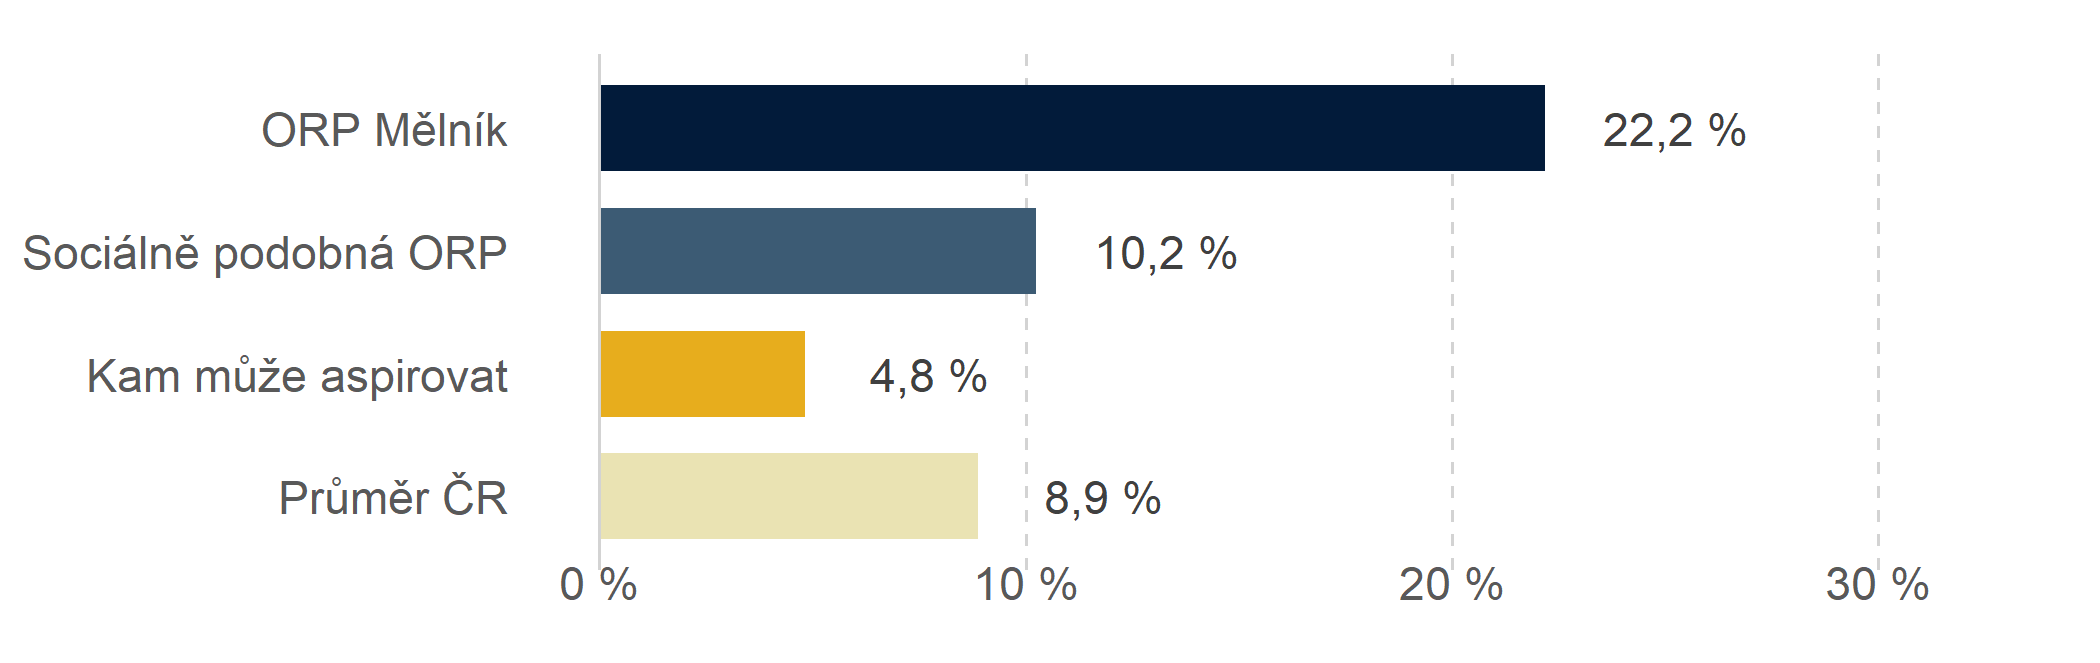 ORP Mělník 22,2 %
Sociálně podobná ORP 10,2 %
Kam může aspirovat 4,8 %
Průměr ČR 8,9 %
0 % 10 % 20 % 30 %